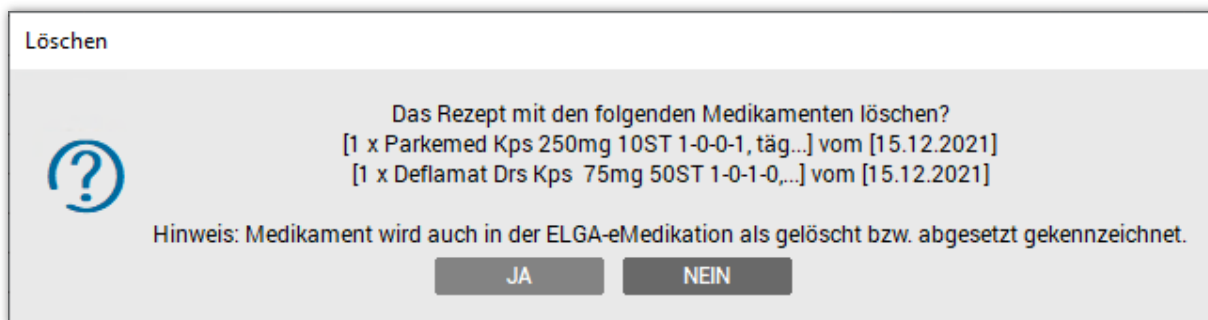 Löschen
Das Rezept mit den folgenden Medikamenten löschen?
[1 x Parkemed Kps 250mg 10ST 1-0-0-1, täg...] vom [15.12.2021]
[1 x Deflamat Drs Kps  75mg 50ST 1-0-1-0,...] vom [15.12.2021]
Hinweis: Medikament wird auch in der ELGA-eMedikation als gelöscht bzw. abgesetzt gekennzeichnet.
JA NEIN